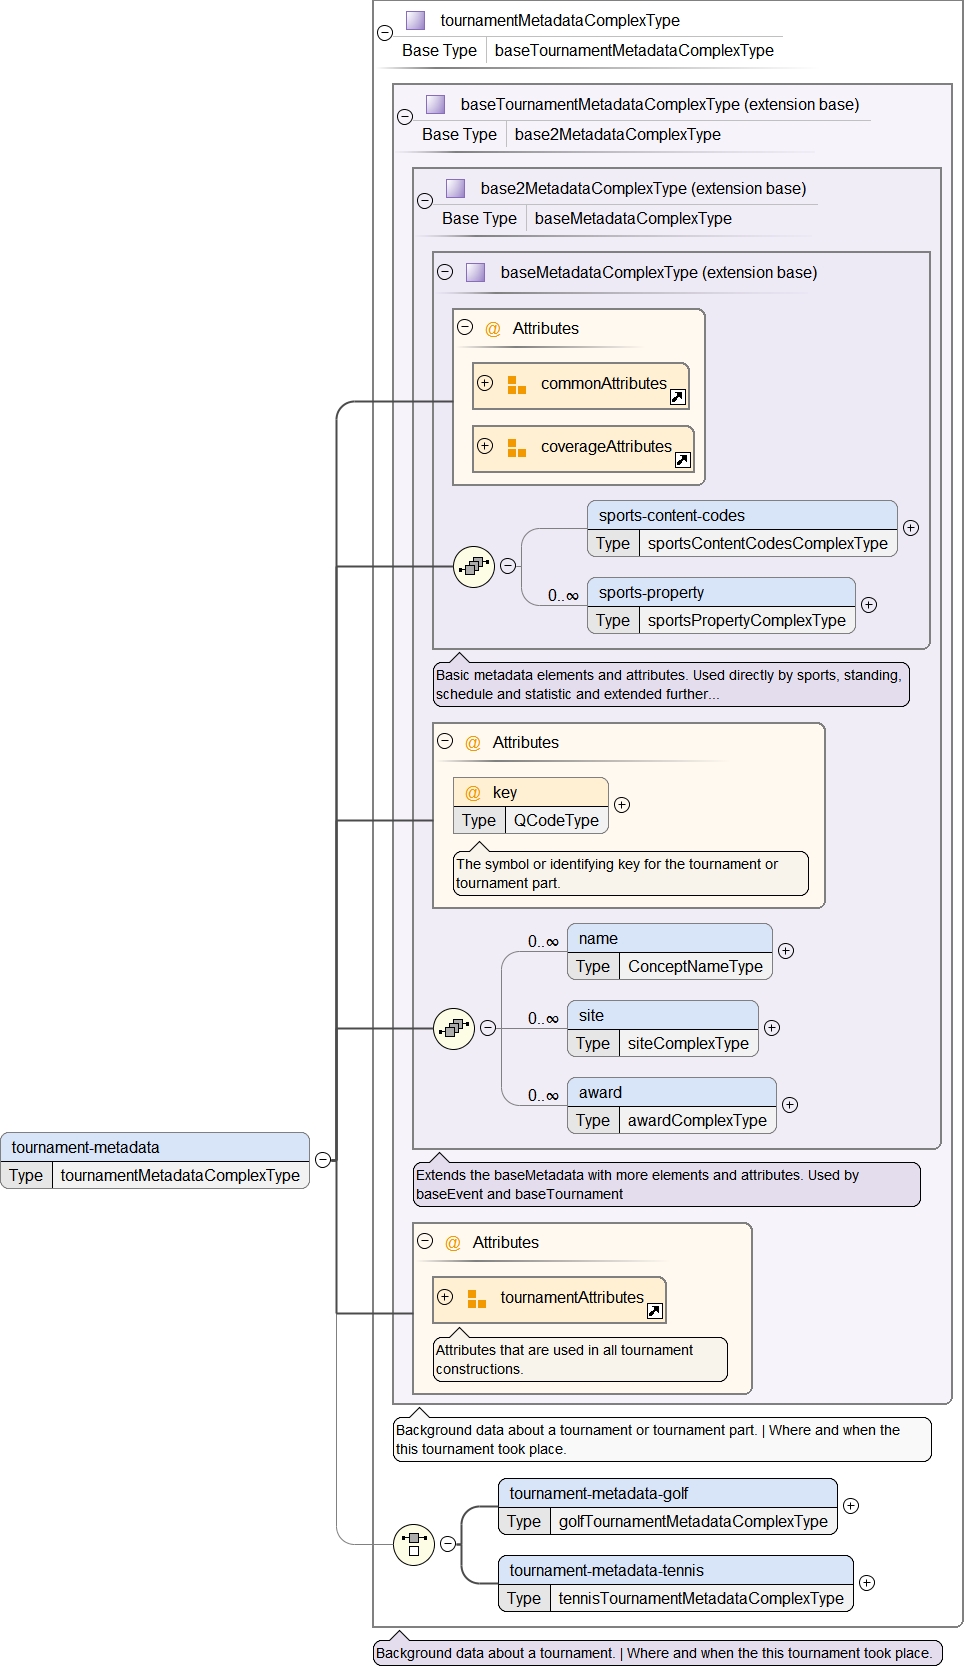 tournamentMetadataComplexType
Base Type baseTournamentMetadataComplexType
baseTournamentMetadataComplexType (extension base)
Base Type base2MetadataComplexType
base2MetadataComplexType (extension base)
Base Type baseMetadataComplexType
baseMetadataComplexType (extension base)
@ Attributes
commonAttributes
coverageAttributes
sports-content-codes
Type sportsContentCodesComplexType
0..∞
sports-property
Type sportsPropertyComplexType
Basic metadata elements and attributes. Used directly by sports, standing,
schedule and statistic and extended further...
@ Attributes
@ key
Type QCodeType
The symbol or identifying key for the tournament or
tournament part.
0..∞
name
Type ConceptNameType
0..∞
site
Type siteComplexType
0..∞
award
Type awardComplexType
tournament-metadata
Type tournamentMetadataComplexType
Extends the baseMetadata with more elements and attributes. Used by
baseEvent and baseTournament
@ Attributes
tournamentAttributes
Attributes that are used in all tournament
constructions.
Background data about a tournament or tournament part. | Where and when the
this tournament took place.
tournament-metadata-golf
Type golfTournamentMetadataComplexType
tournament-metadata-tennis
Type tennisTournamentMetadataComplexType
Background data about a tournament. | Where and when the this tournament took place.